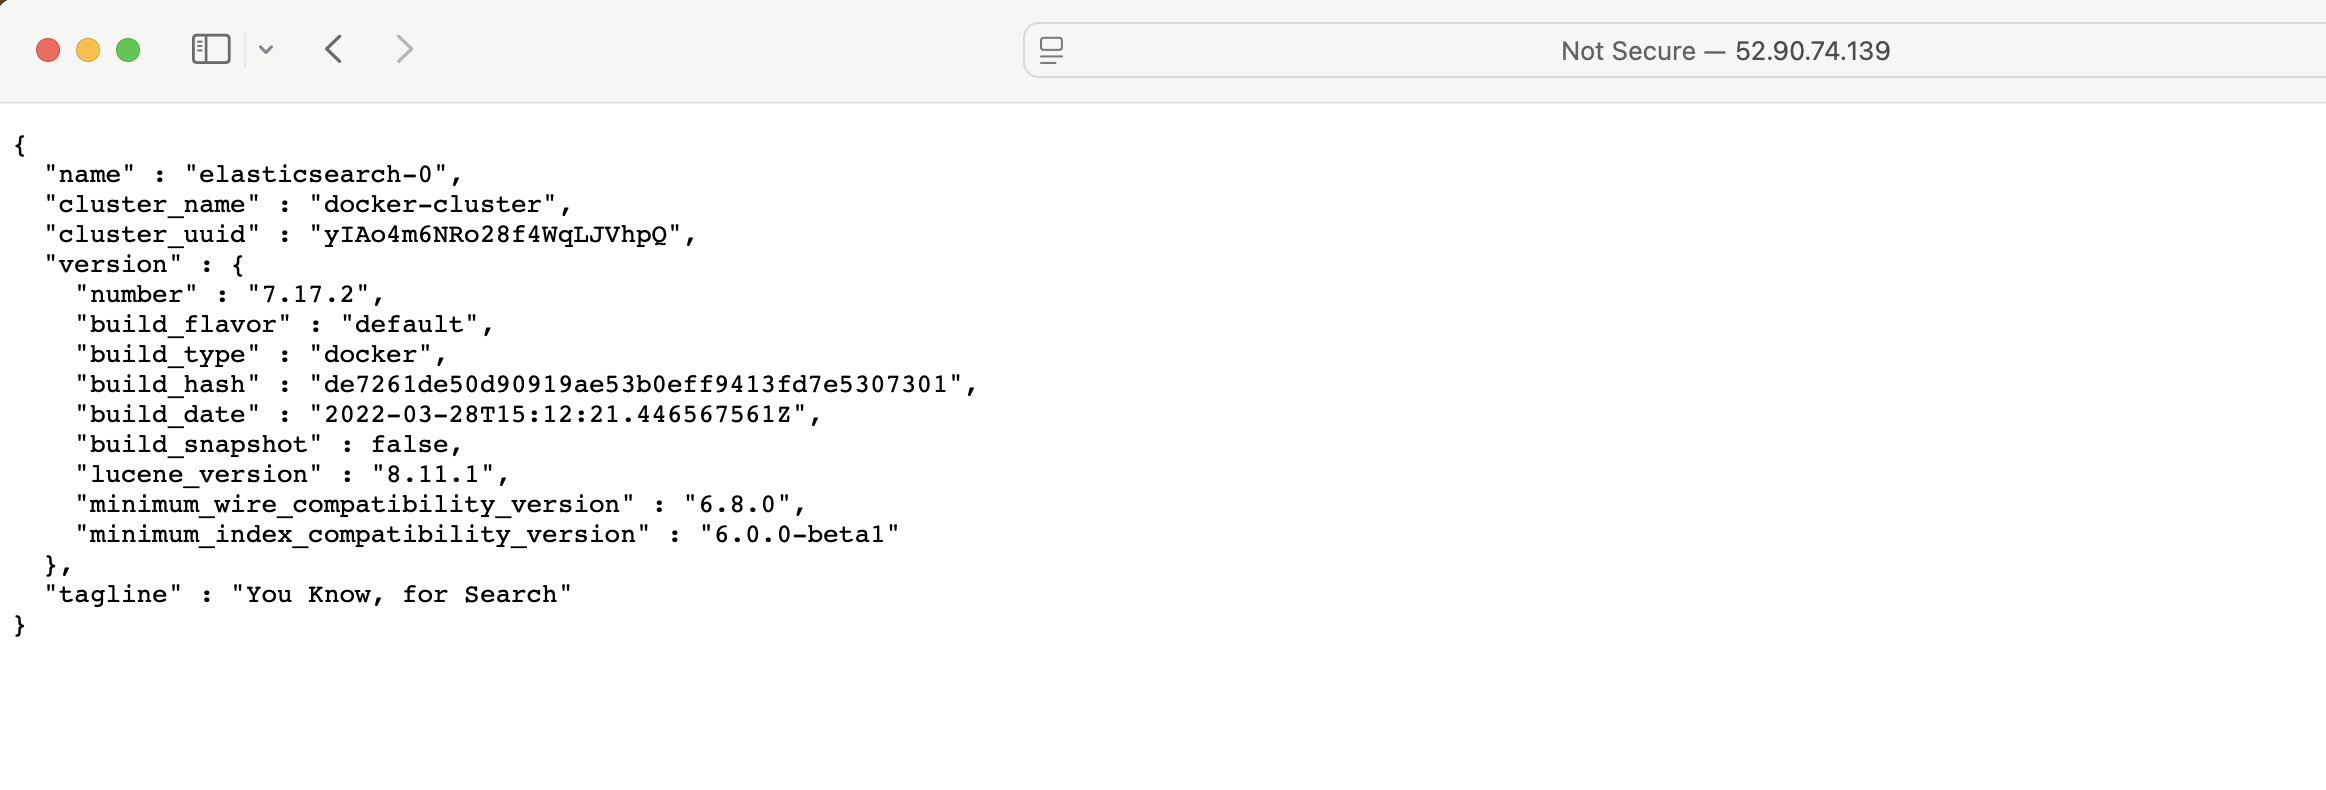 Not Secure — 52.90.74.139
{
  "name" : "elasticsearch-0",
  "cluster_name" : "docker-cluster",
  "cluster_uuid" : "yIAo4m6NRo28f4WqLJVhpQ",
  "version" : {
    "number" : "7.17.2",
    "build_flavor" : "default",
    "build_type" : "docker",
    "build_hash" : "de7261de50d90919ae53b0eff9413fd7e5307301",
    "build_date" : "2022-03-28T15:12:21.446567561Z",
    "build_snapshot" : false,
    "lucene_version" : "8.11.1",
    "minimum_wire_compatibility_version" : "6.8.0",
    "minimum_index_compatibility_version" : "6.0.0-beta1"
  },
  "tagline" : "You Know, for Search"
}